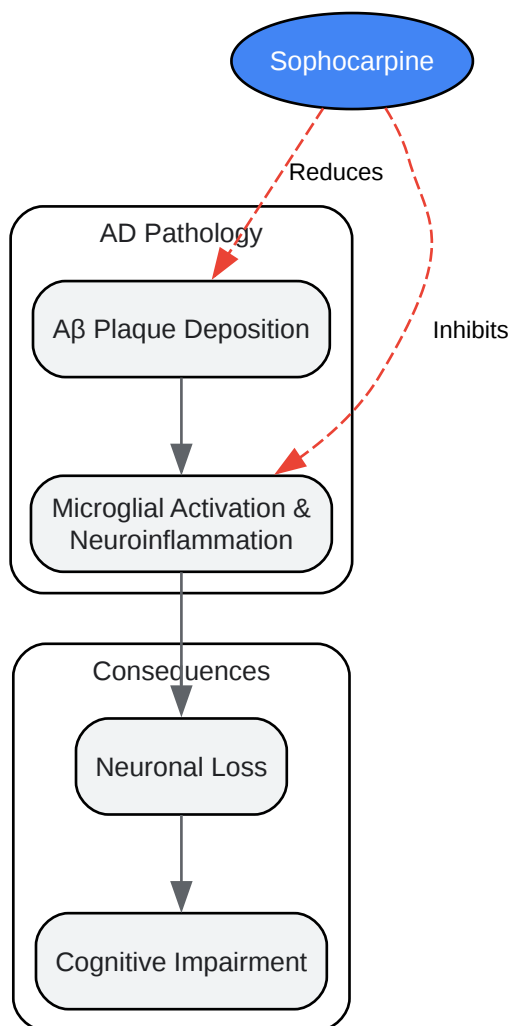 Sophocarpine
Reduces
AD Pathology
Aβ Plaque Deposition
Inhibits
Microglial Activation &
Neuroinflammation
Consequences
Neuronal Loss
Cognitive Impairment